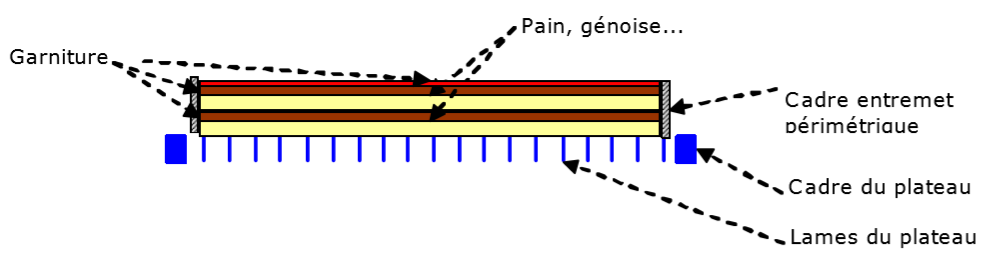 Pain, génoise...
Garniture
Cadre entremet
périmétrique
Cadre du plateau
Lames du plateau